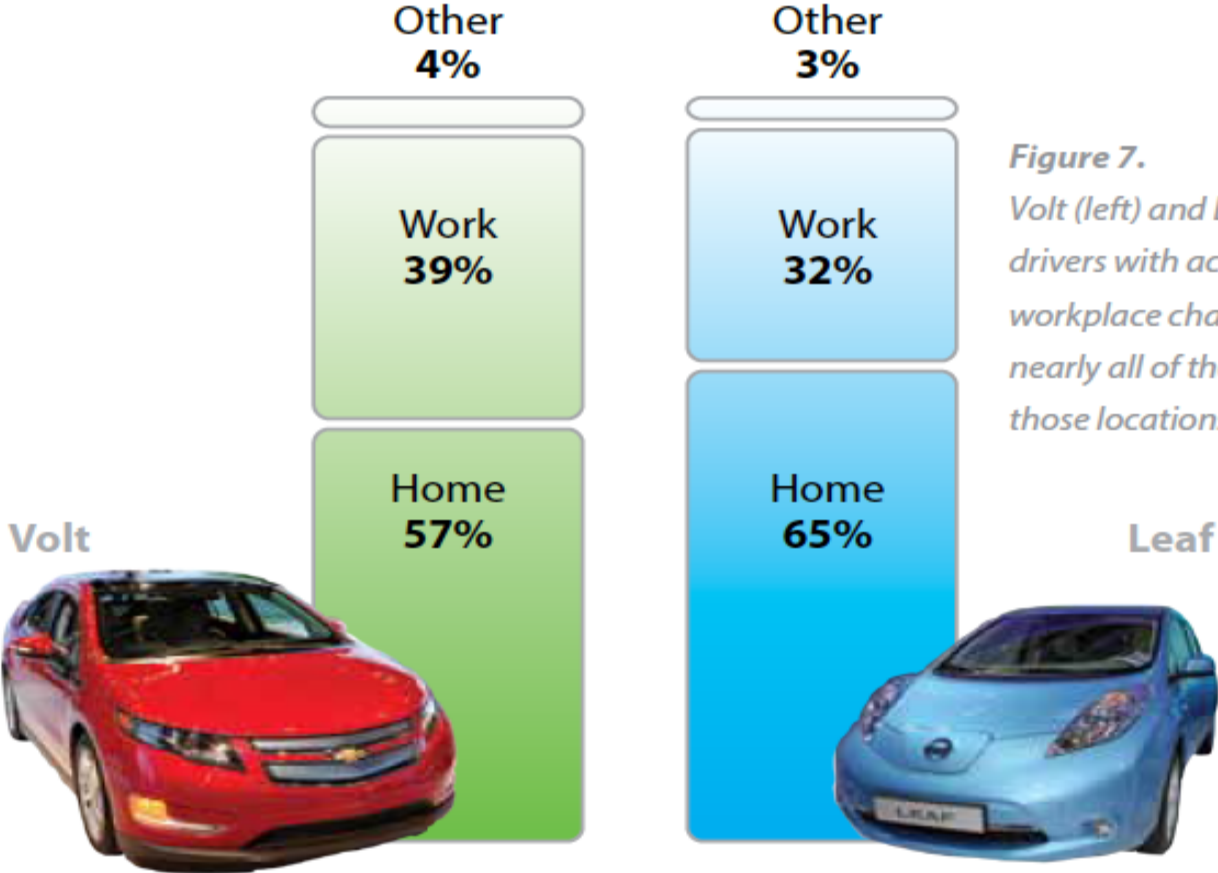 Other
4%
Other
3%
Work
39%
Work
32%
Home
57%
Home
65%
Volt
Leaf
Figure 7.
Volt (left) and
drivers with
workplace
nearly all of
those
LEAF